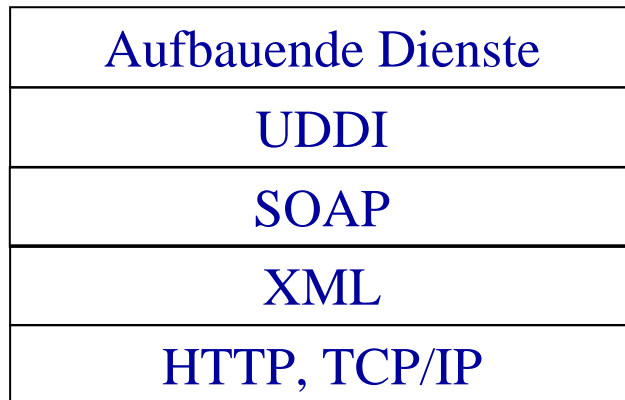 Aufbauende Dienste
UDDI
SOAP
XML
HTTP, TCP/IP